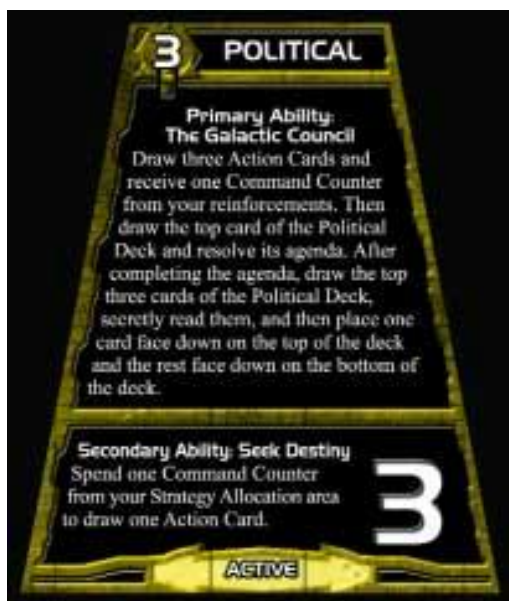 3 POLITICAL
Primary Ability:
The Galactic Council
Draw three Action Cards and
receive one Command Counter
from your reinforcements. Then
draw the top card of the Political
Deck and resolve its agenda. After
completing the agenda, draw the top
three cards of the Political Deck,
secretly read them, and then place one
card face down on the top of the deck
and the rest face down on the bottom of
the deck.
Secondary Ability: Seek Destiny
Spend one Command Counter
from your Strategy Allocation area
to draw one Action Card.
3
ACTIVE